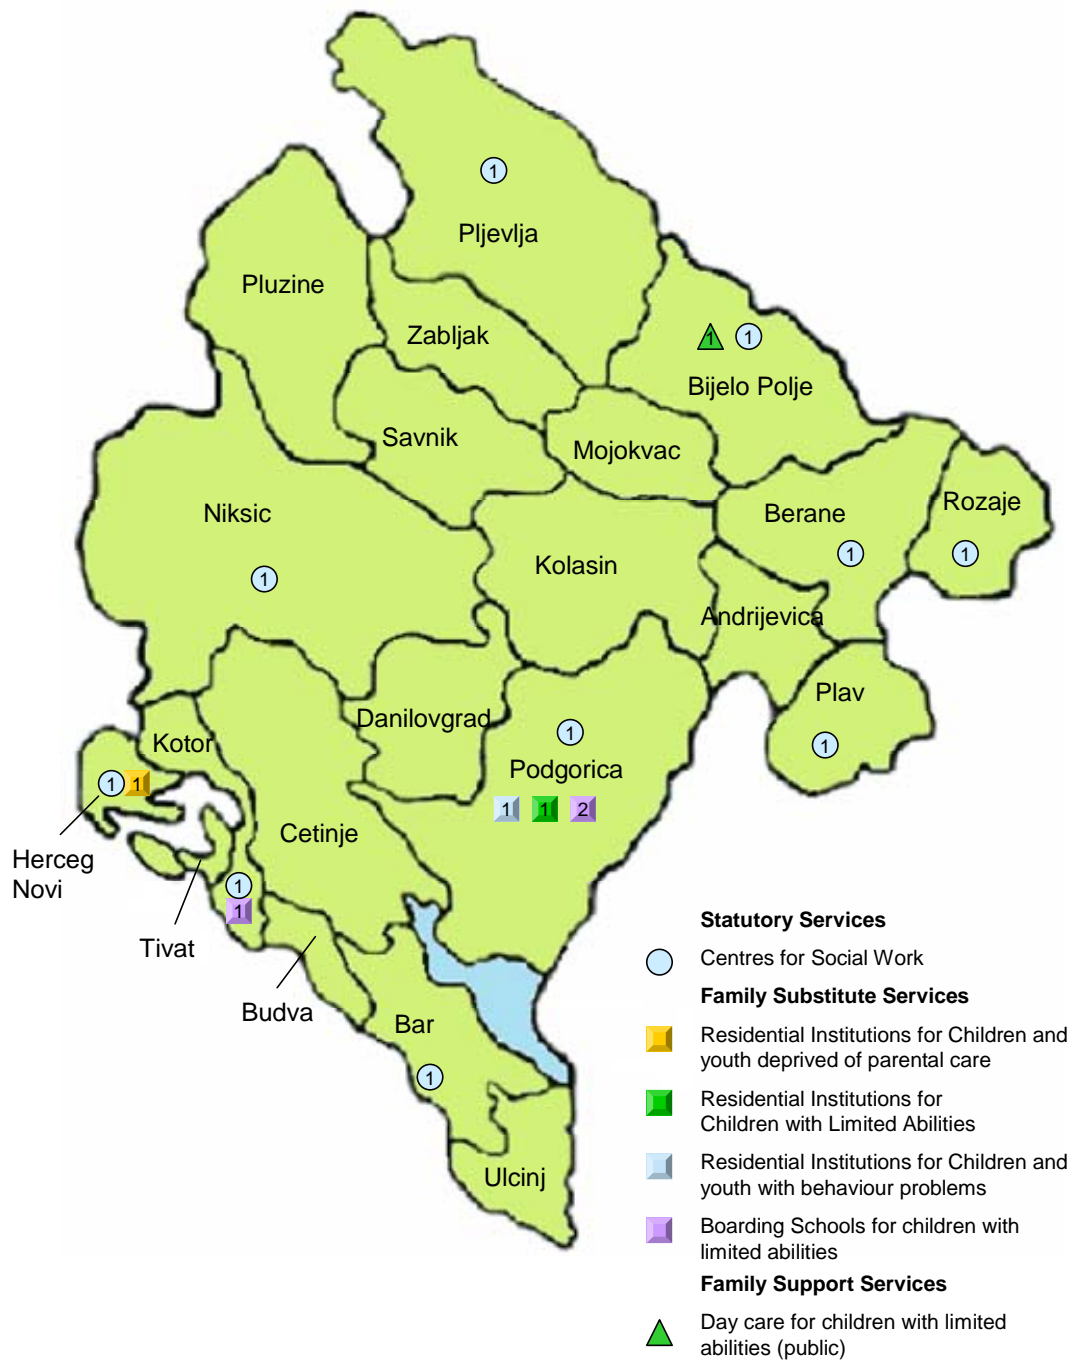 1
Pljevlja
Pluzine
Zabljak
1 1
Bijelo Polje
Savnik
Mojokvac
Niksic
1
Kolasin
Berane
1
Rozaje
1
Andrijevica
Plav
1
Danilovgrad
Kotor
1
Podgorica
1 1 2
1 1
Herceg
Novi
Cetinje
1
1
Tivat
Budva
Bar
1
Ulcinj
Statutory Services
Centres for Social Work
Family Substitute Services
Residential Institutions for Children and
youth deprived of parental care
Residential Institutions for
Children with Limited Abilities
Residential Institutions for Children and
youth with behaviour problems
Boarding Schools for children with
limited abilities
Family Support Services
Day care for children with limited
abilities (public)